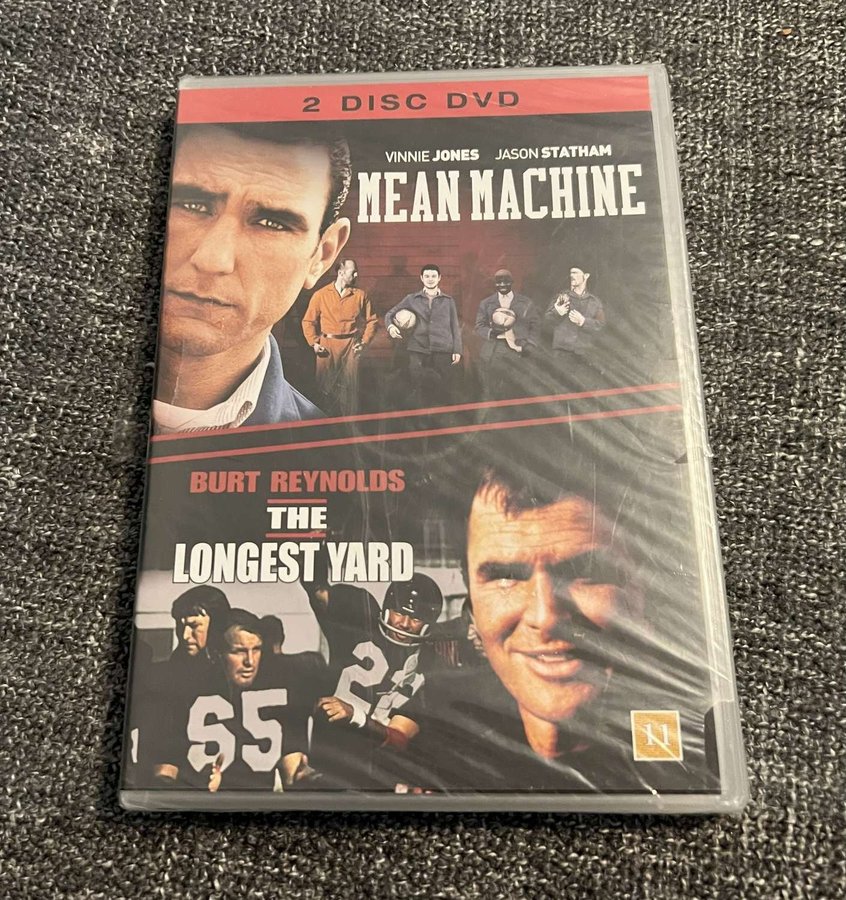 2 DISC DVD
VINNIE JONES JASON STATHAM
MEAN MACHINE
BURT REYNOLDS
THE
LONGEST YARD
65
22
11